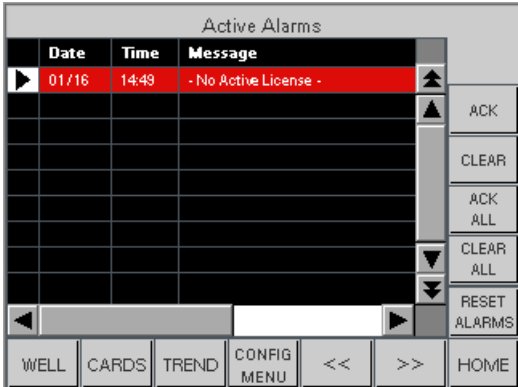 Active Alarms
Date Time Message
01/16 14:49 - No Active License -
ACK
CLEAR
ACK
ALL
CLEAR
ALL
RESET
ALARMS
WELL CARDS TREND CONFIG
MENU << >> HOME